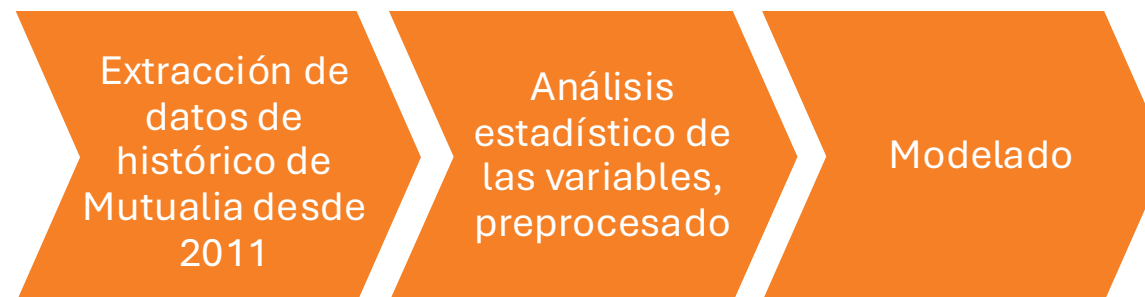 Extracción de
datos de
histórico de
Mutualia desde
2011
Análisis
estadístico de
las variables,
preprocesado
Modelado